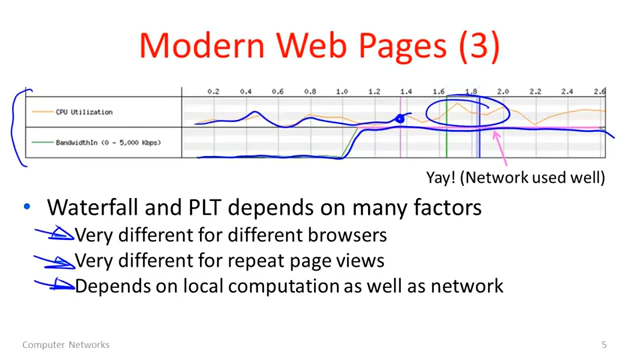 Modern Web Pages (3)
0.2 0.4 0.6 0.8 1.0 1.2 1.4 1.6 1.8 2.0 2.2 2.4 2.6
CPU Utilization
BandwidthIn (0 - 5,000 Kbps)
Yay! (Network used well)
• Waterfall and PLT depends on many factors
Very different for different browsers
Very different for repeat page views
Depends on local computation as well as network
Computer Networks 5